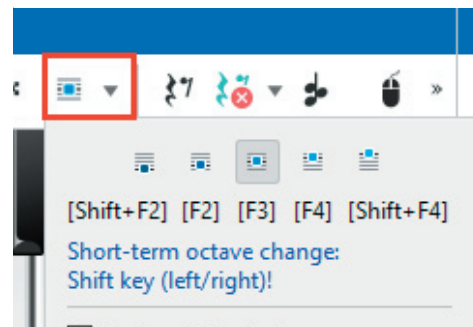 »
[Shift+F2] [F2] [F3] [F4] [Shift+F4]
Short-term octave change:
Shift key (left/right)!